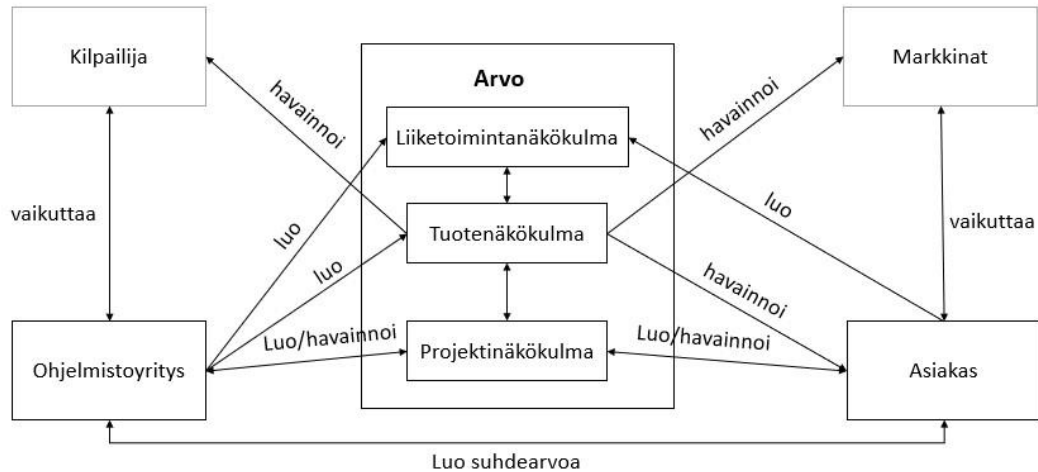 Kilpailija
Arvo
Markkinat
havainnoi
havainnoi
Liiketoimintanäkökulma
vaikuttaa
luo
luo
Tuotenäkökulma
luo
vaikuttaa
havainnoi
Luo/havainnoi
Luo/havainnoi
Ohjelmistoyritys
Projektinäkökulma
Asiakas
Luo suhdearvoa